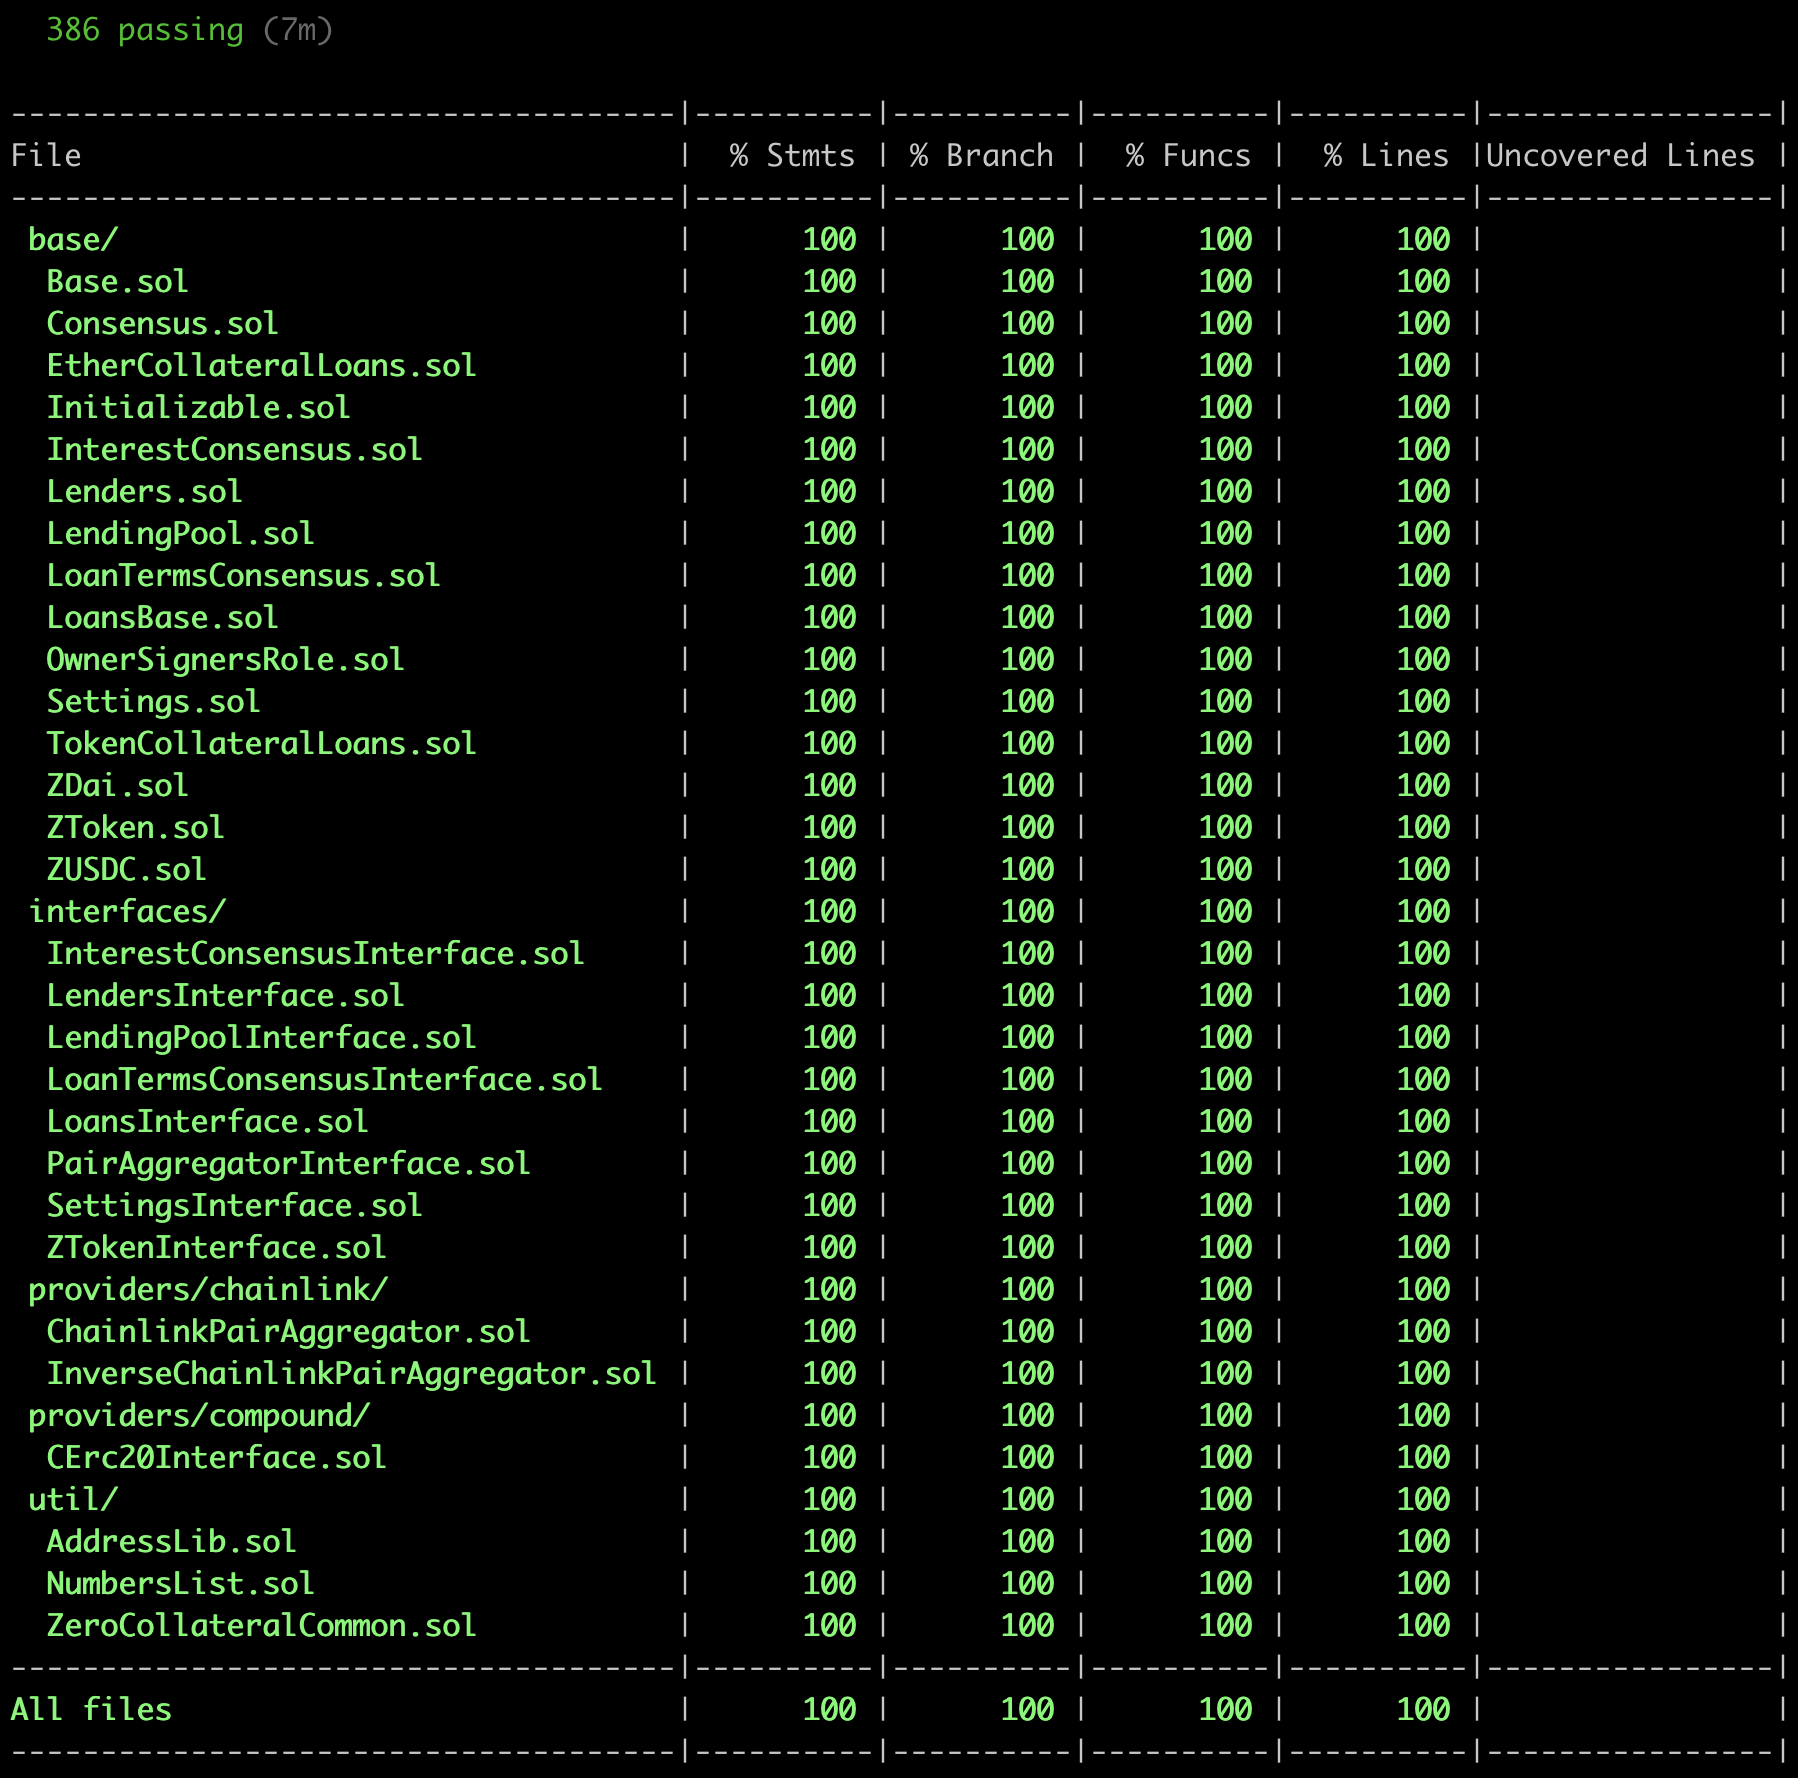 386 passing (7m)
-------------------------------------|----------|----------|----------|----------|----------------|
File                                 |  % Stmts | % Branch |  % Funcs |  % Lines |Uncovered Lines |
-------------------------------------|----------|----------|----------|----------|----------------|
 base/                               |      100 |      100 |      100 |      100 |                |
  Base.sol                           |      100 |      100 |      100 |      100 |                |
  Consensus.sol                      |      100 |      100 |      100 |      100 |                |
  EtherCollateralLoans.sol           |      100 |      100 |      100 |      100 |                |
  Initializable.sol                  |      100 |      100 |      100 |      100 |                |
  InterestConsensus.sol              |      100 |      100 |      100 |      100 |                |
  Lenders.sol                        |      100 |      100 |      100 |      100 |                |
  LendingPool.sol                    |      100 |      100 |      100 |      100 |                |
  LoanTermsConsensus.sol             |      100 |      100 |      100 |      100 |                |
  LoansBase.sol                      |      100 |      100 |      100 |      100 |                |
  OwnerSignersRole.sol               |      100 |      100 |      100 |      100 |                |
  Settings.sol                       |      100 |      100 |      100 |      100 |                |
  TokenCollateralLoans.sol           |      100 |      100 |      100 |      100 |                |
  ZDai.sol                           |      100 |      100 |      100 |      100 |                |
  ZToken.sol                         |      100 |      100 |      100 |      100 |                |
  ZUSDC.sol                          |      100 |      100 |      100 |      100 |                |
 interfaces/                         |      100 |      100 |      100 |      100 |                |
  InterestConsensusInterface.sol     |      100 |      100 |      100 |      100 |                |
  LendersInterface.sol               |      100 |      100 |      100 |      100 |                |
  LendingPoolInterface.sol           |      100 |      100 |      100 |      100 |                |
  LoanTermsConsensusInterface.sol    |      100 |      100 |      100 |      100 |                |
  LoansInterface.sol                 |      100 |      100 |      100 |      100 |                |
  PairAggregatorInterface.sol        |      100 |      100 |      100 |      100 |                |
  SettingsInterface.sol              |      100 |      100 |      100 |      100 |                |
  ZTokenInterface.sol                |      100 |      100 |      100 |      100 |                |
 providers/chainlink/                |      100 |      100 |      100 |      100 |                |
  ChainlinkPairAggregator.sol        |      100 |      100 |      100 |      100 |                |
  InverseChainlinkPairAggregator.sol |      100 |      100 |      100 |      100 |                |
 providers/compound/                 |      100 |      100 |      100 |      100 |                |
  CErc20Interface.sol                |      100 |      100 |      100 |      100 |                |
 util/                               |      100 |      100 |      100 |      100 |                |
  AddressLib.sol                     |      100 |      100 |      100 |      100 |                |
  NumbersList.sol                    |      100 |      100 |      100 |      100 |                |
  ZeroCollateralCommon.sol           |      100 |      100 |      100 |      100 |                |
-------------------------------------|----------|----------|----------|----------|----------------|
All files                            |      100 |      100 |      100 |      100 |                |
-------------------------------------|----------|----------|----------|----------|----------------|